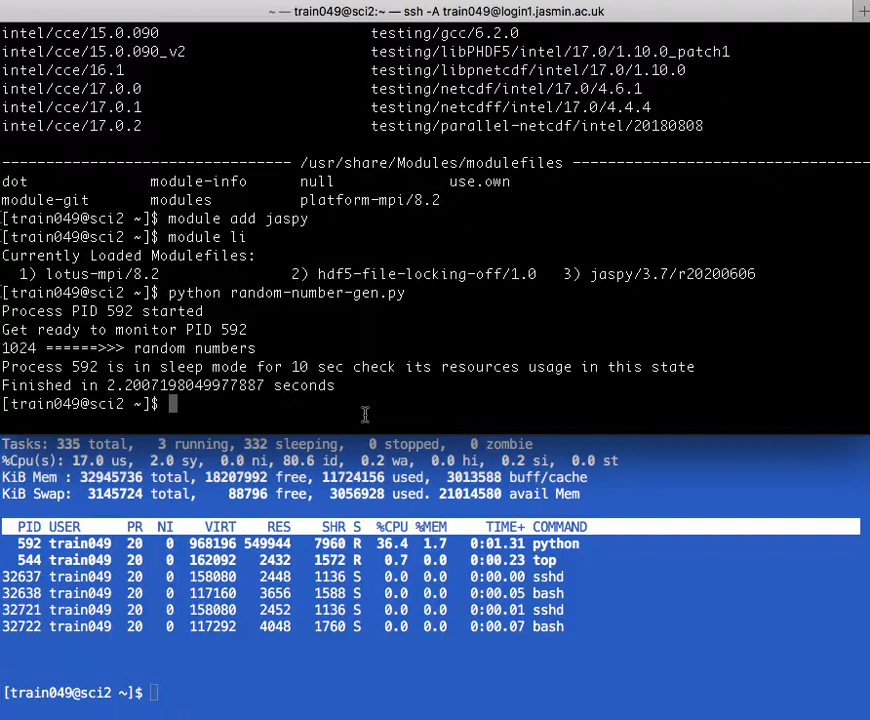 ~ — train049@sci2:~ — ssh -A train049@login1.jasmin.ac.uk
intel/cce/15.0.090 testing/gcc/6.2.0
intel/cce/15.0.090_v2 testing/libPHDF5/intel/17.0/1.10.0_patch1
intel/cce/16.1 testing/libpnetcdf/intel/17.0/1.10.0
intel/cce/17.0.0 testing/netcdf/intel/17.0/4.6.1
intel/cce/17.0.1 testing/netcdff/intel/17.0/4.4.4
intel/cce/17.0.2 testing/parallel-netcdf/intel/20180808
------------------------------- /usr/share/Modules/modulefiles --------------------------------
dot module-info null use.own
module-git modules platform-mpi/8.2
[train049@sci2 ~]$ module add jaspy
[train049@sci2 ~]$ module li
Currently Loaded Modulefiles:
1) lotus-mpi/8.2 2) hdf5-file-locking-off/1.0 3) jaspy/3.7/r20200606
[train049@sci2 ~]$ python random-number-gen.py
Process PID 592 started
Get ready to monitor PID 592
1024 ======>>> random numbers
Process 592 is in sleep mode for 10 sec check its resources usage in this state
Finished in 2.2007198049977887 seconds
[train049@sci2 ~]$
Tasks: 335 total, 3 running, 332 sleeping, 0 stopped, 0 zombie
%Cpu(s): 17.0 us, 2.0 sy, 0.0 ni, 80.6 id, 0.2 wa, 0.0 hi, 0.2 si, 0.0 st
KiB Mem : 32945736 total, 18207992 free, 11724156 used, 3013588 buff/cache
KiB Swap: 3145724 total, 88796 free, 3056928 used. 21014580 avail Mem
PID USER PR NI VIRT RES SHR S %CPU %MEM TIME+ COMMAND
592 train049 20 0 968196 549944 7960 R 36.4 1.7 0:01.31 python
544 train049 20 0 162092 2432 1572 R 0.7 0.0 0:00.23 top
32637 train049 20 0 158080 2448 1136 S 0.0 0.0 0:00.00 sshd
32638 train049 20 0 117160 3656 1588 S 0.0 0.0 0:00.05 bash
32721 train049 20 0 158080 2452 1136 S 0.0 0.0 0:00.01 sshd
32722 train049 20 0 117292 4048 1760 S 0.0 0.0 0:00.07 bash
[train049@sci2 ~]$